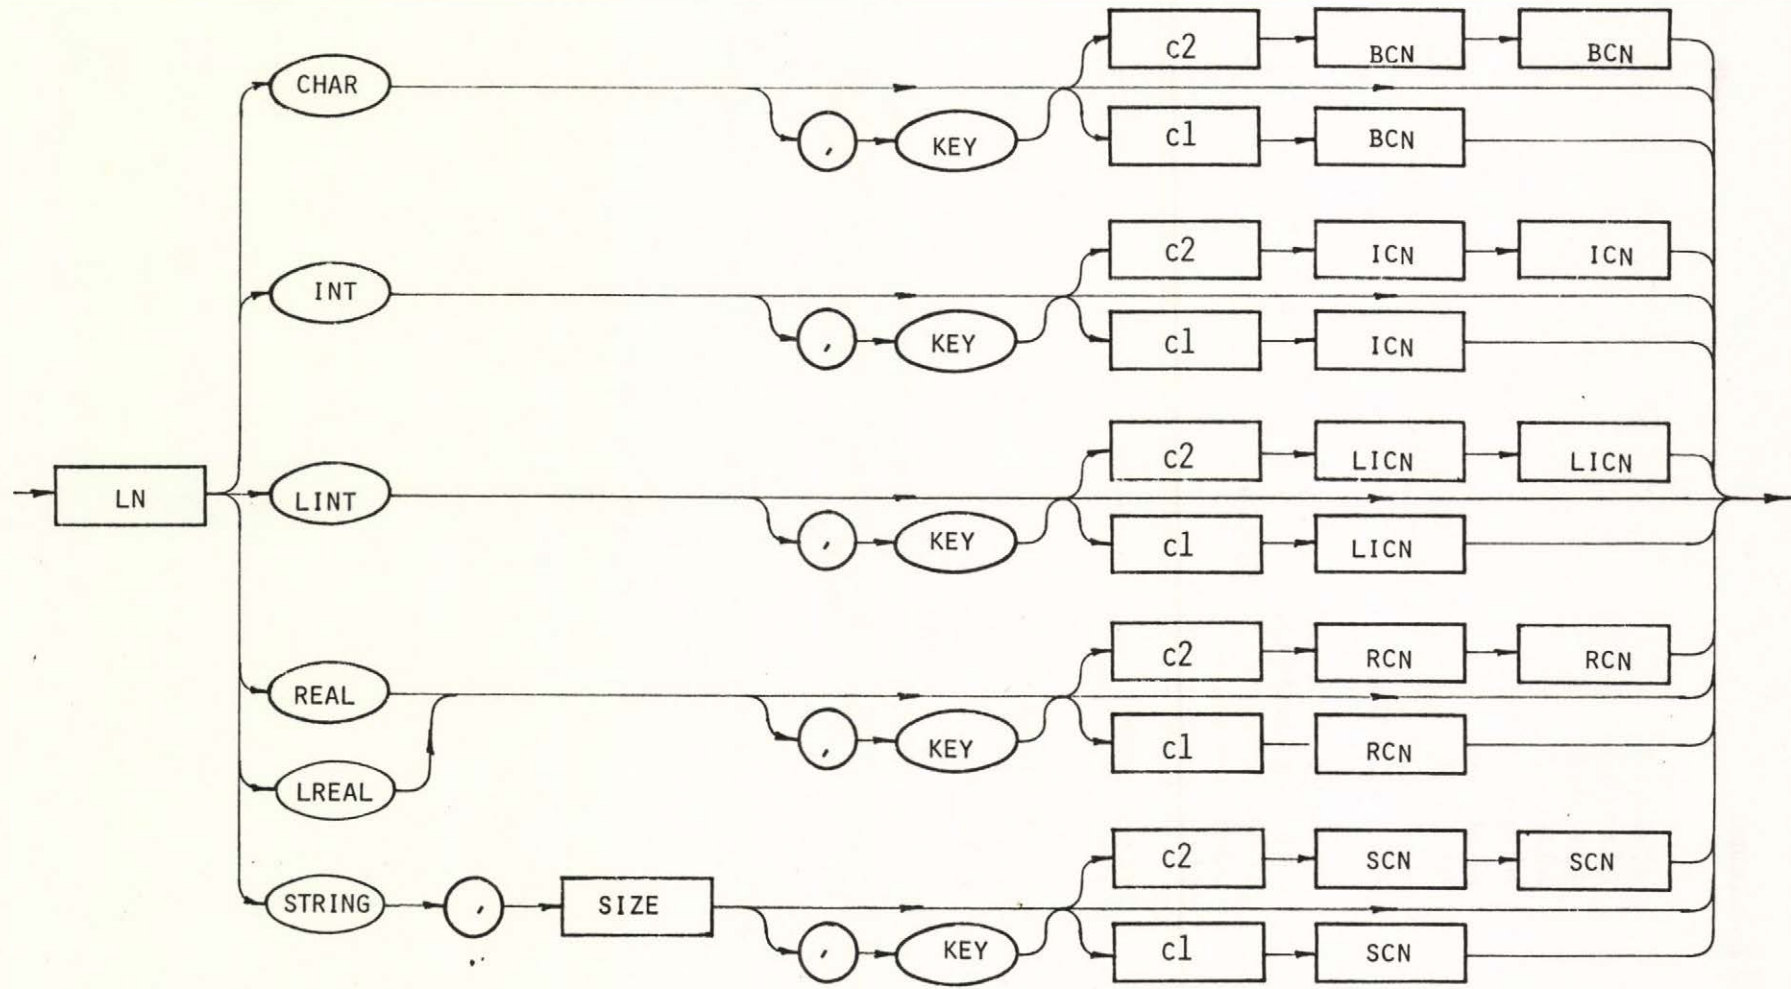 c2 BCN BCN
CHAR
, KEY c1 BCN
c2 ICN ICN
INT
, KEY c1 ICN
c2 LICN LICN
LN LINT
, KEY c1 LICN
c2 RCN RCN
REAL
, KEY c1 RCN
LREAL
c2 SCN SCN
STRING , SIZE
, KEY c1 SCN